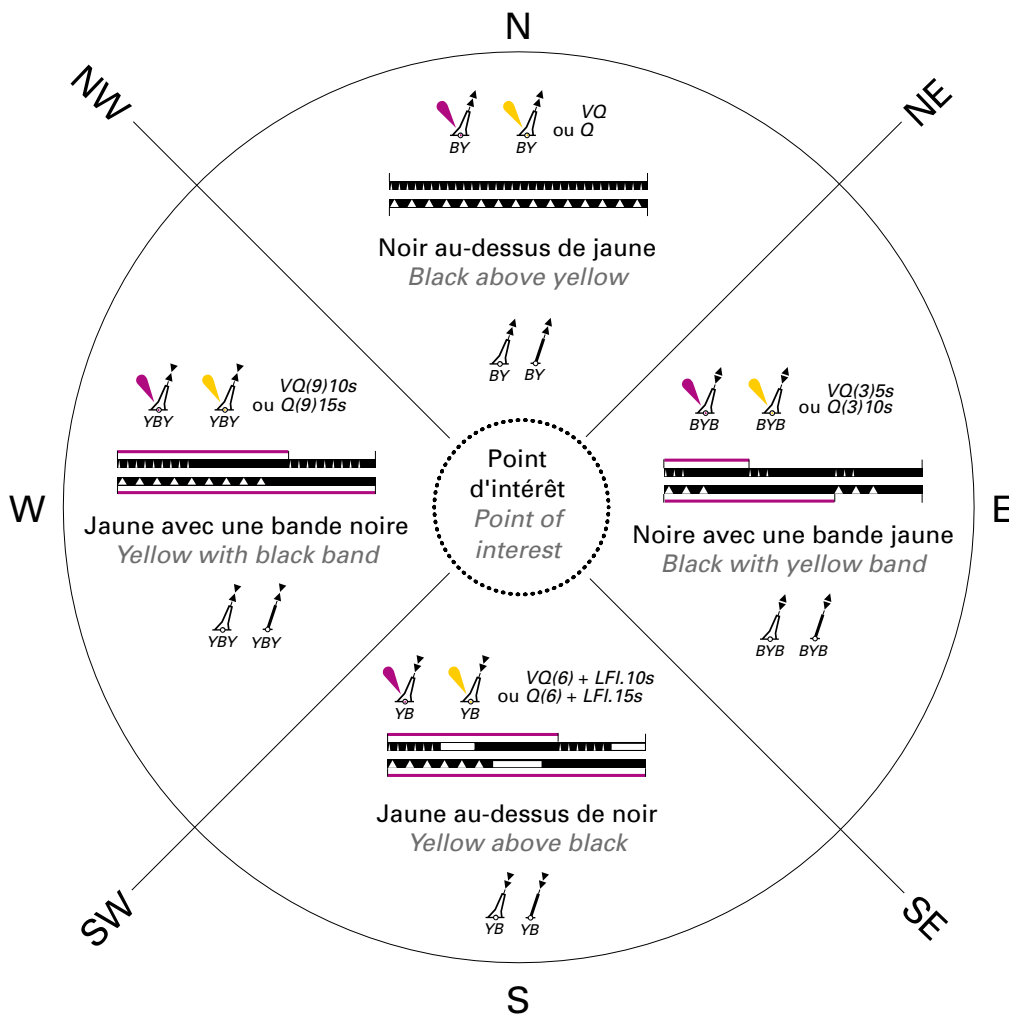 N
NW
NE
VQ
ou Q
BY BY
Noir au-dessus de jaune
Black above yellow
BY BY
VQ(9)10s
ou Q(9)15s
YBY YBY
Jaune avec une bande noire
Yellow with black band
YBY YBY
W
Point
d'intérêt
Point of
interest
VQ(3)5s
ou Q(3)10s
BYB BYB
Noire avec une bande jaune
Black with yellow band
BYB BYB
E
VQ(6) + LFl.10s
ou Q(6) + LFl.15s
YB YB
Jaune au-dessus de noir
Yellow above black
YB YB
SW
SE
S